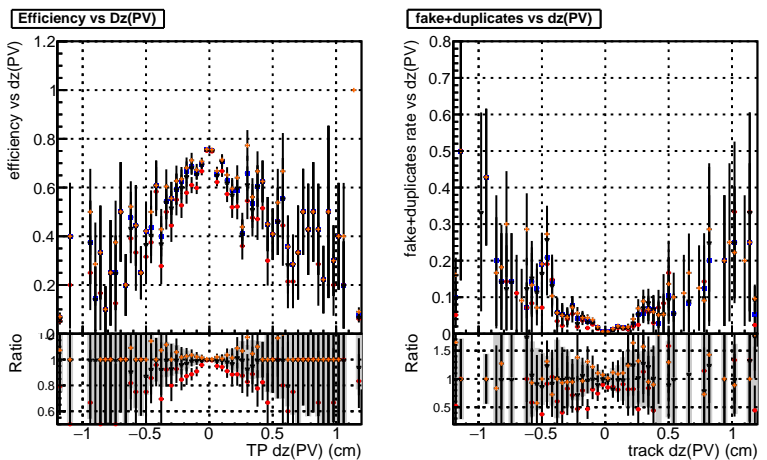 Efficiency vs Dz(PV)
efficiency vs dz(PV)
1.2
1
0.8
0.6
0.4
0.2
0
Ratio
1
0.8
0.6
−1 −0.5 0 0.5 1
TP dz(PV) (cm)
fake+duplicates vs dz(PV)
fake+duplicates rate vs dz(PV)
0.8
0.7
0.6
0.5
0.4
0.3
0.2
0.1
0
Ratio
1.5
1
0.5
−1 −0.5 0 0.5 1
track dz(PV) (cm)